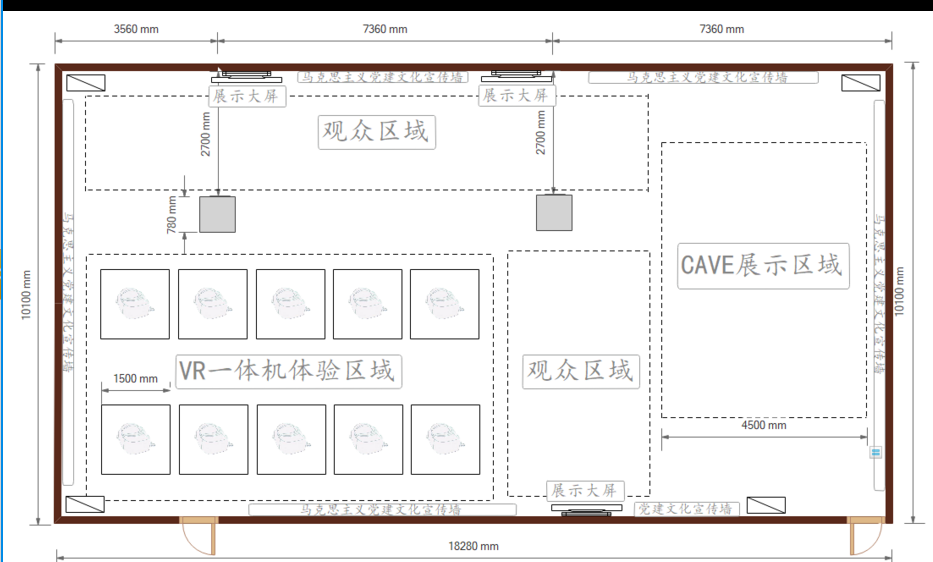 3560 mm
7360 mm
7360 mm
马克思主义党建文化宣传墙
马克思主义党建文化宣传墙
展示大屏
展示大屏
观众区域
2700 mm
2700 mm
780 mm
马克思主义党建文化宣传墙
马克思主义党建文化宣传墙
CAVE展示区域
10100 mm
10100 mm
VR一体机体验区域
观众区域
1500 mm
4500 mm
展示大屏
马克思主义党建文化宣传墙
党建文化宣传墙
18280 mm